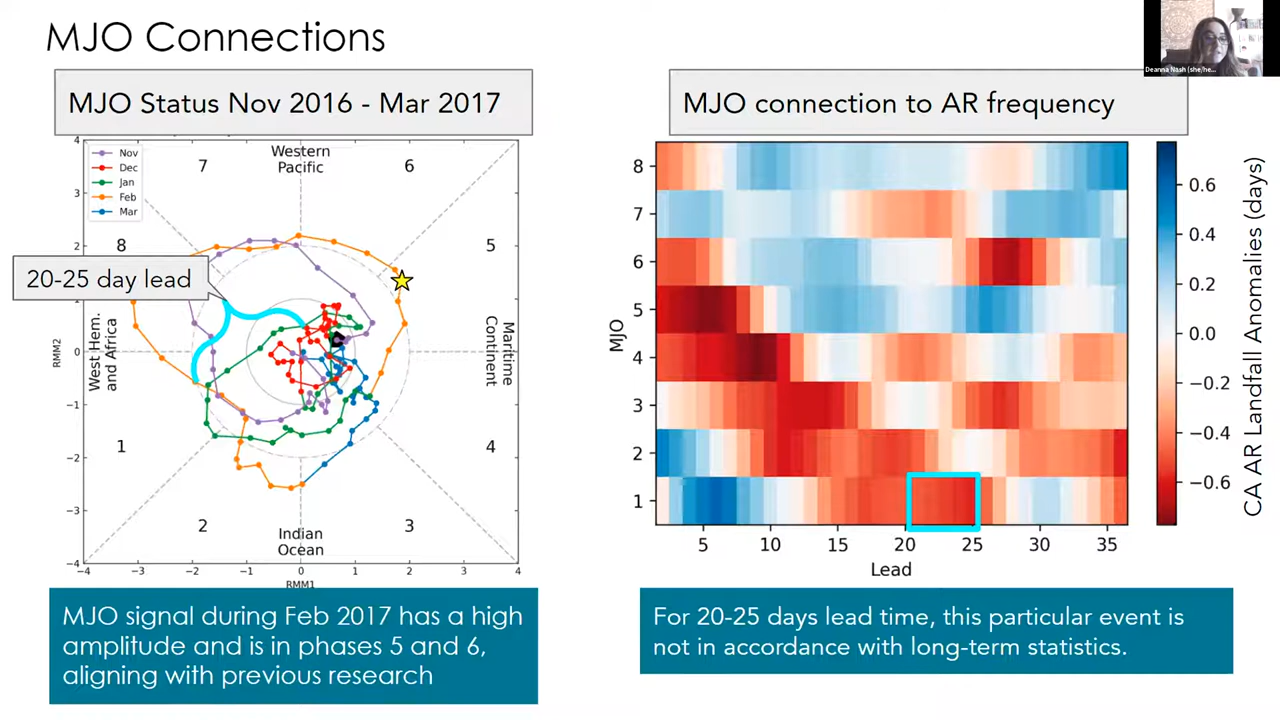 MJO Connections
Deanna Nash (she/he...
MJO Status Nov 2016 - Mar 2017
MJO connection to AR frequency
Nov
Dec
Jan
Feb
Mar
Western
Pacific
7
6
8
5
20-25 day lead
West Hem.
and Africa
Maritime
Continent
1
4
2
3
Indian
Ocean
4
3
2
1
0
−1
−2
−3
−4
RMM2
−4
−3
−2
−1
0
1
2
3
4
RMM1
8
7
6
5
4
3
2
1
MJO
5
10
15
20
25
30
35
Lead
0.6
0.4
0.2
0.0
−0.2
−0.4
−0.6
CA AR Landfall Anomalies (days)
MJO signal during Feb 2017 has a high
amplitude and is in phases 5 and 6,
aligning with previous research
For 20-25 days lead time, this particular event is
not in accordance with long-term statistics.